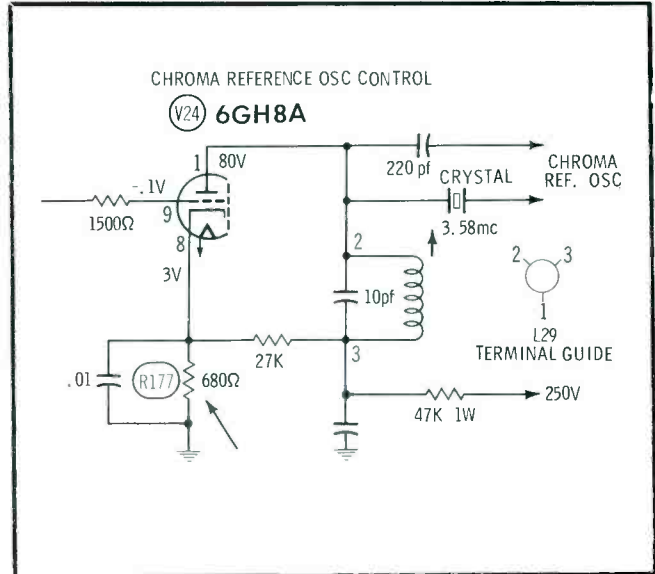 CHROMA REFERENCE OSC CONTROL
V24 6GH8A
1
80V
220 pf
CHROMA
REF. OSC
CRYSTAL
3.58mc
-.1V
1500Ω
9
8
3V
2
10pf
3
2 3
1
L29
TERMINAL GUIDE
27K
.01
R177
680Ω
47K 1W
250V